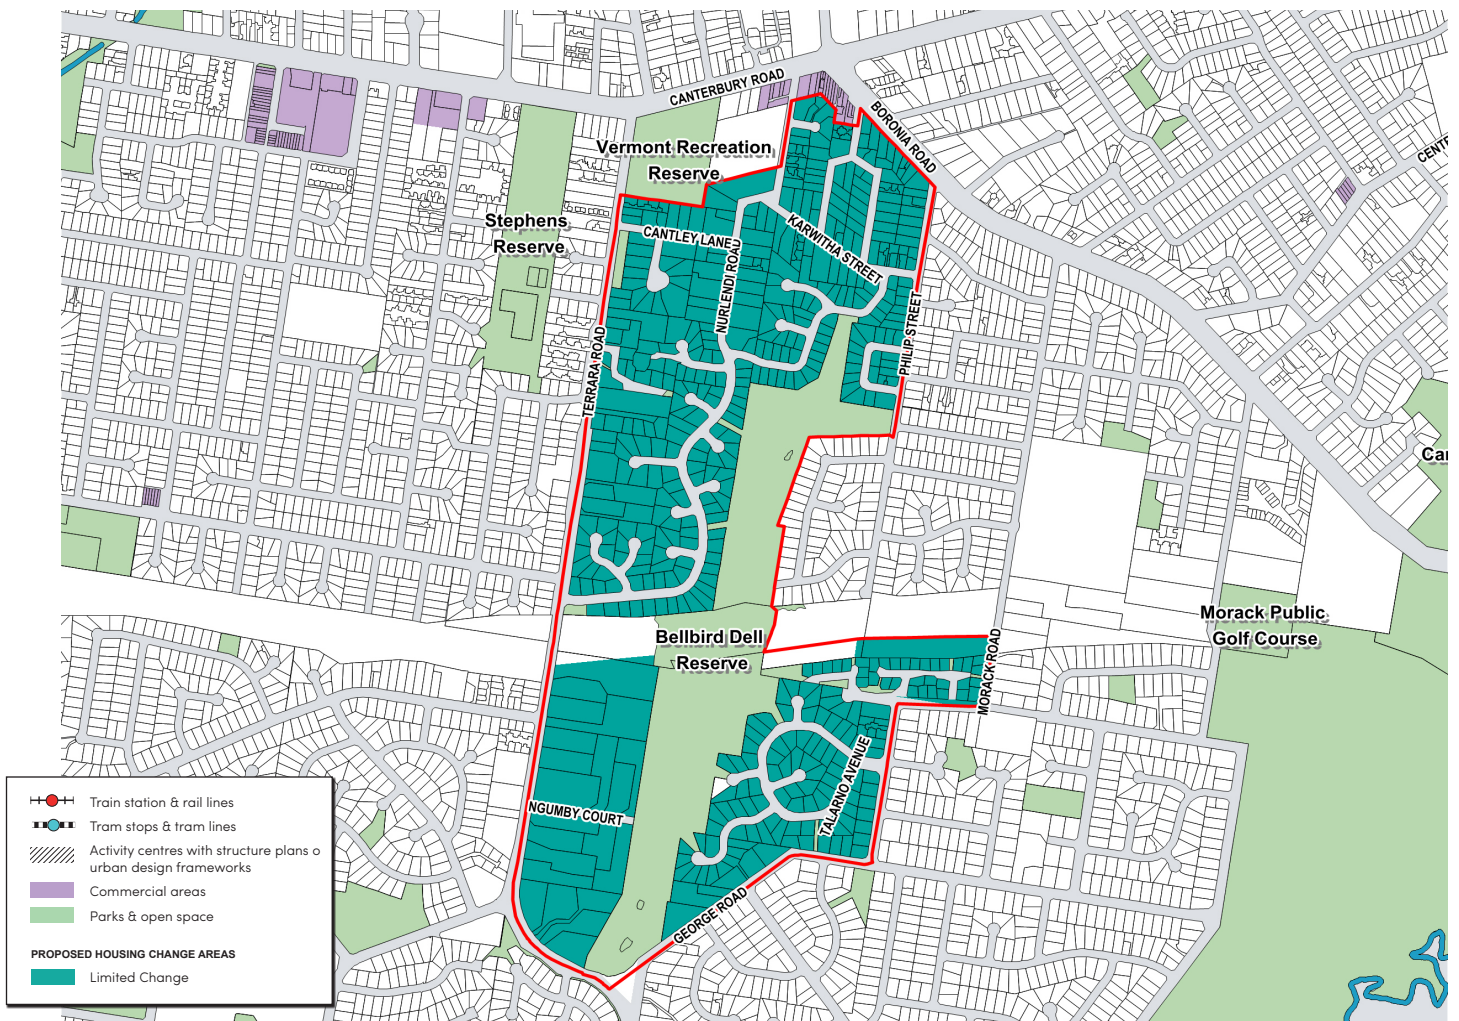 CANTERBURY ROAD
BORONIA ROAD
Vermont Recreation
Reserve
Stephens
Reserve
CANTLEY LANE
KARWITHA STREET
NURLENDI ROAD
PHILIP STREET
TERRARA ROAD
Morack Public
Golf Course
Bellbird Dell
Reserve
MORACK ROAD
TALARNO AVENUE
NGUMBY COURT
GEORGE ROAD
Train station & rail lines
Tram stops & tram lines
Activity centres with structure plans o
urban design frameworks
Commercial areas
Parks & open space
PROPOSED HOUSING CHANGE AREAS
Limited Change